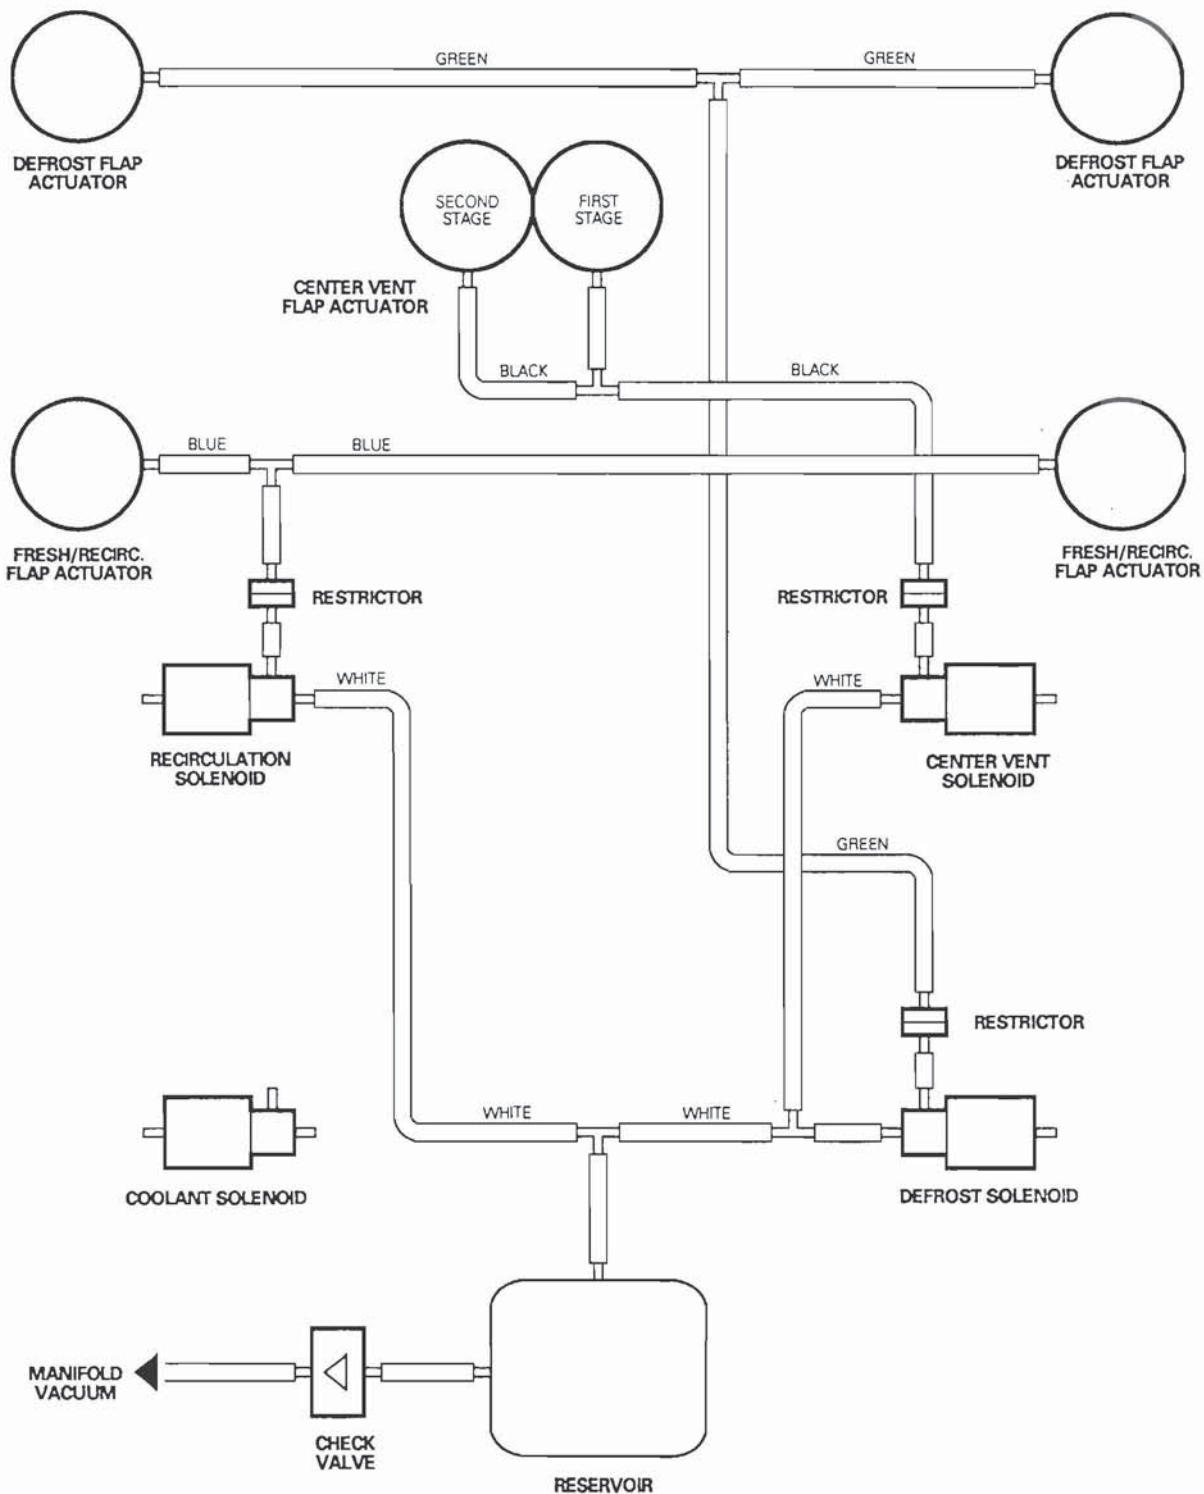 GREEN
GREEN
DEFROST FLAP
ACTUATOR
DEFROST FLAP
ACTUATOR
SECOND
STAGE
FIRST
STAGE
CENTER VENT
FLAP ACTUATOR
BLACK
BLACK
BLUE
BLUE
FRESH/RECIRC.
FLAP ACTUATOR
FRESH/RECIRC.
FLAP ACTUATOR
RESTRICTOR
RESTRICTOR
WHITE
WHITE
RECIRCULATION
SOLENOID
CENTER VENT
SOLENOID
GREEN
RESTRICTOR
WHITE
WHITE
COOLANT SOLENOID
DEFROST SOLENOID
MANIFOLD
VACUUM
CHECK
VALVE
RESERVOIR